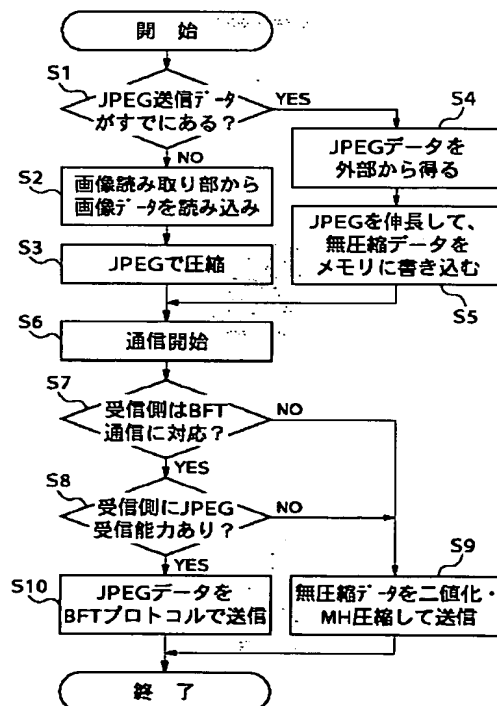 開 始
S1
JPEG送信データ
がすでにある?
YES
NO
S4
JPEGデータを
外部から得る
S2
画像読み取り部から
画像データを読み込み
S3
JPEGで圧縮
JPEGを伸長して、
無圧縮データを
メモリに書き込む
S5
S6
通信開始
S7
受信側はBFT
通信に対応?
NO
YES
S8
受信側にJPEG
受信能力あり?
NO
YES
S9
無圧縮データを二値化・
MH圧縮して送信
S10
JPEGデータを
BFTプロトコルで送信
終 了